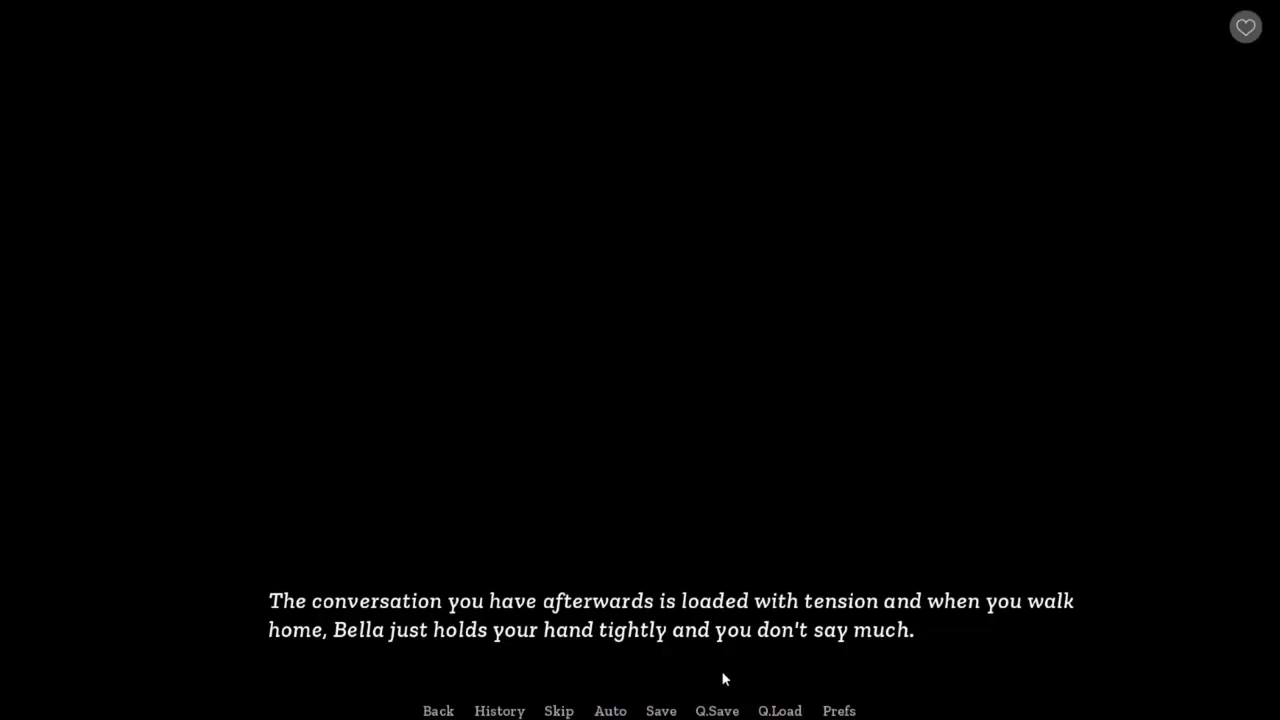 The conversation you have afterwards is loaded with tension and when you walk
home, Bella just holds your hand tightly and you don't say much.
Back History Skip Auto Save Q.Save Q.Load Prefs